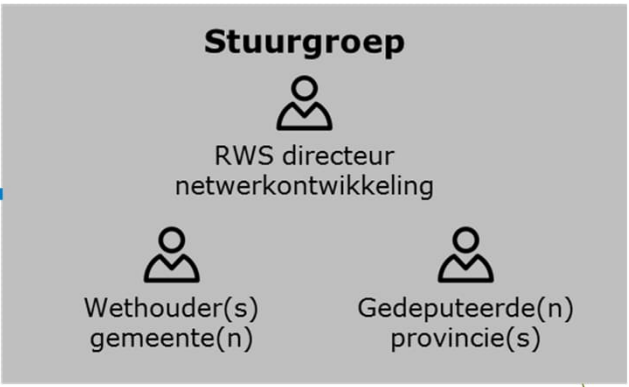 Stuurgroep
RWS directeur
netwerkontwikkeling
Wethouder(s)
gemeente(n)
Gedeputeerde(n)
provincie(s)